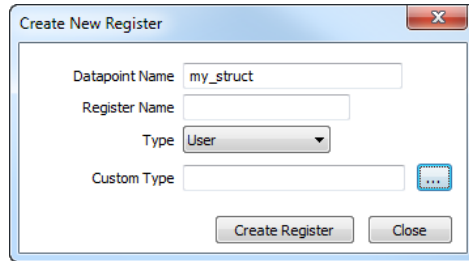 Create New Register
Datapoint Name my_struct
Register Name
Type User
Custom Type ...
Create Register Close